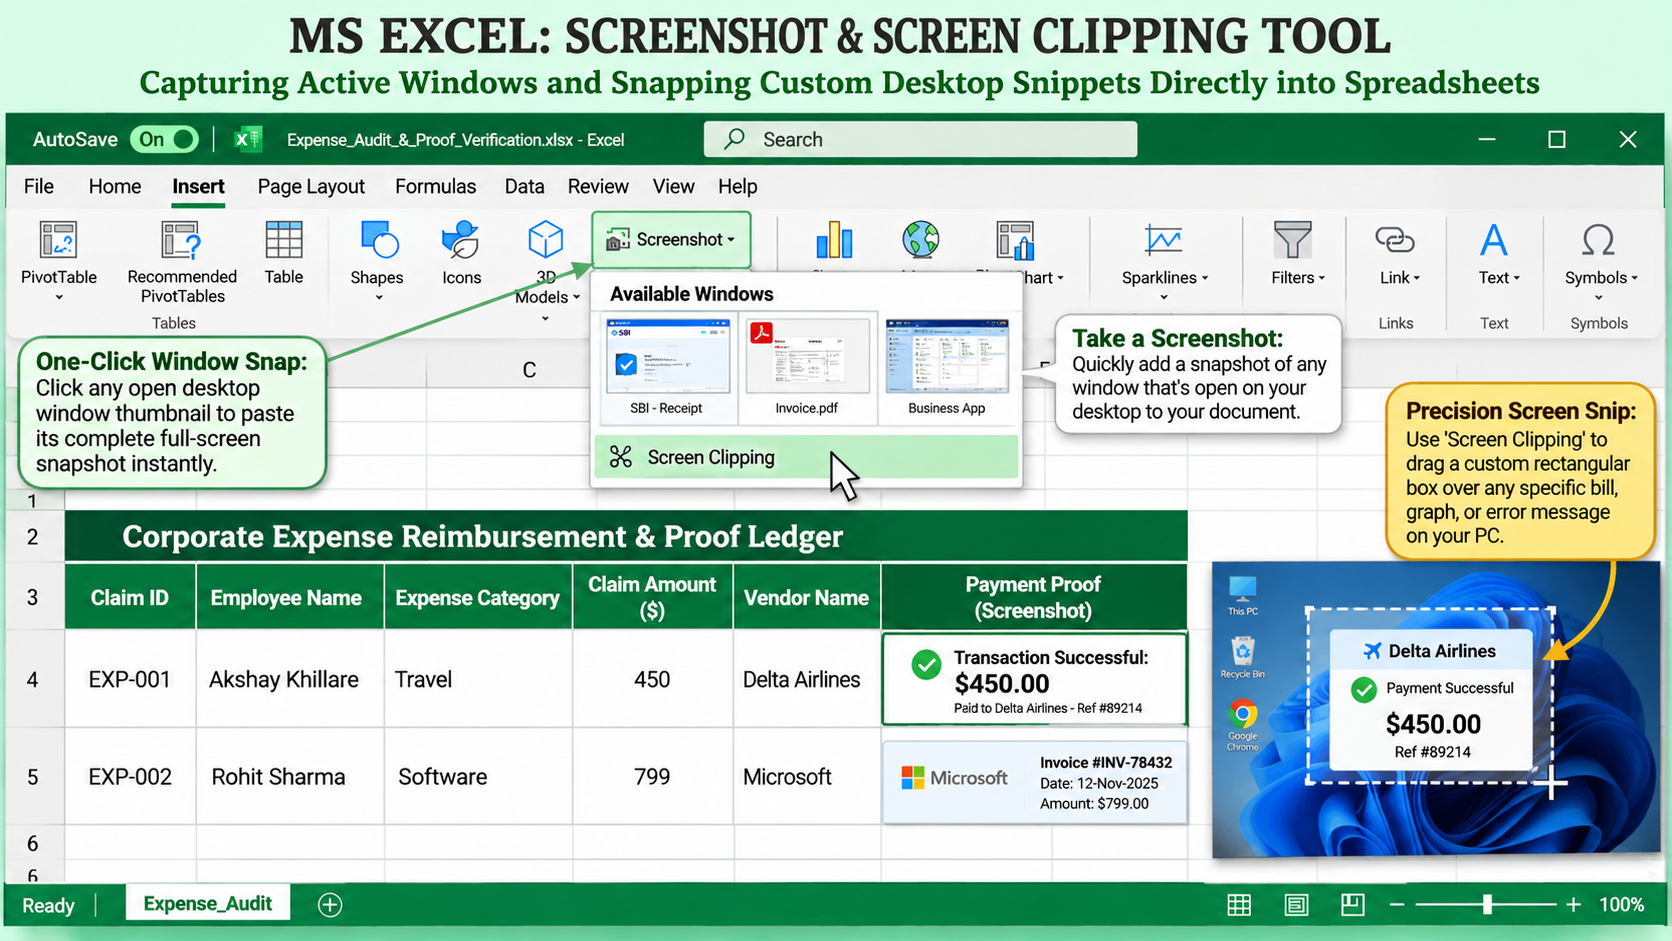 MS EXCEL: SCREENSHOT & SCREEN CLIPPING TOOL
Capturing Active Windows and Snapping Custom Desktop Snippets Directly into Spreadsheets
AutoSave On Expense_Audit_&_Proof_Verification.xlsx - Excel Search
File Home Insert Page Layout Formulas Data Review View Help
PivotTable
Recommended
PivotTables
Table
Shapes
Icons
3D
Models
Screenshot
Sparklines
Filters
Link
Text
Symbols
Tables
Links
Text
Symbols
Available Windows
SBI
SBI - Receipt
Invoice.pdf
Business App
Screen Clipping
One-Click Window Snap:
Click any open desktop
window thumbnail to paste
its complete full-screen
snapshot instantly.
Take a Screenshot:
Quickly add a snapshot of any
window that's open on your
desktop to your document.
Precision Screen Snip:
Use 'Screen Clipping' to
drag a custom rectangular
box over any specific bill,
graph, or error message
on your PC.
C
1
2 Corporate Expense Reimbursement & Proof Ledger
3 Claim ID Employee Name Expense Category Claim Amount ($) Vendor Name Payment Proof (Screenshot)
4 EXP-001 Akshay Khillare Travel 450 Delta Airlines
Transaction Successful:
$450.00
Paid to Delta Airlines - Ref #89214
5 EXP-002 Rohit Sharma Software 799 Microsoft
Microsoft
Invoice #INV-78432
Date: 12-Nov-2025
Amount: $799.00
6
6
This PC
Recycle Bin
Google
Chrome
Delta Airlines
Payment Successful
$450.00
Ref #89214
Ready Expense_Audit 100%